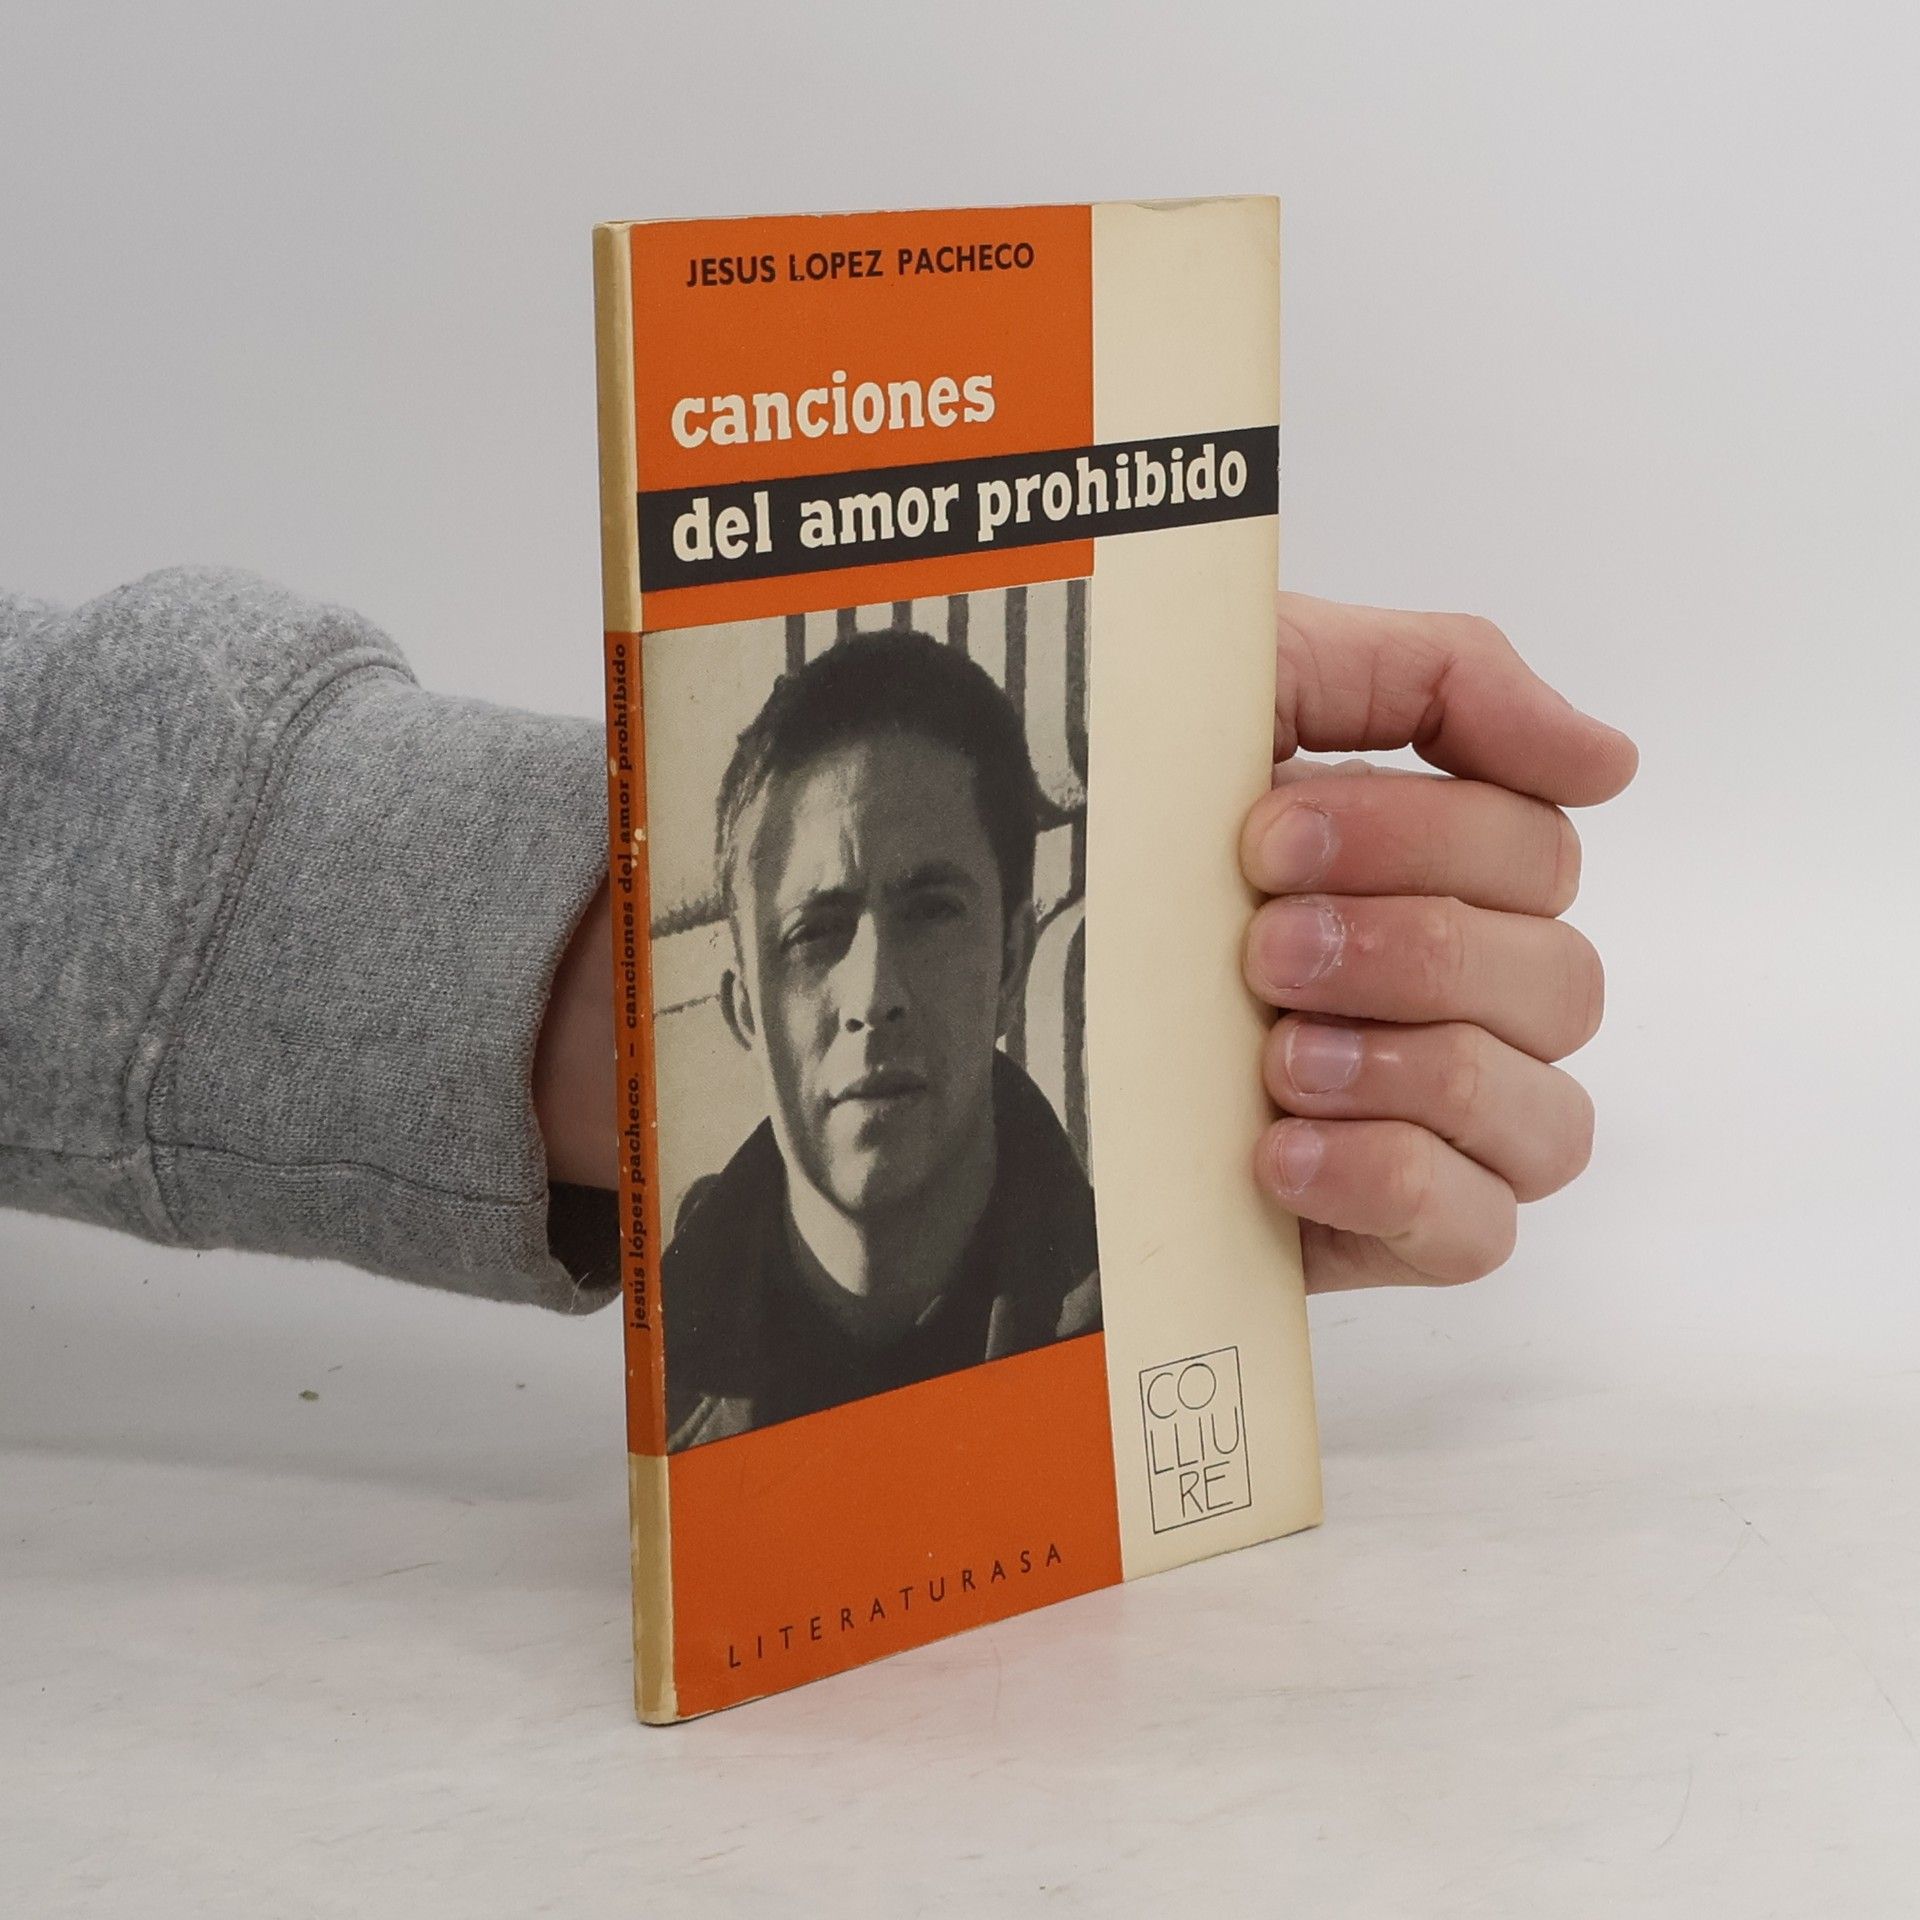 JESUS LOPEZ PACHECO
canciones
del amor prohibido
jesús lópez pacheco. – canciones del amor prohibido
CO
LLIU
RE
LITERATURASA